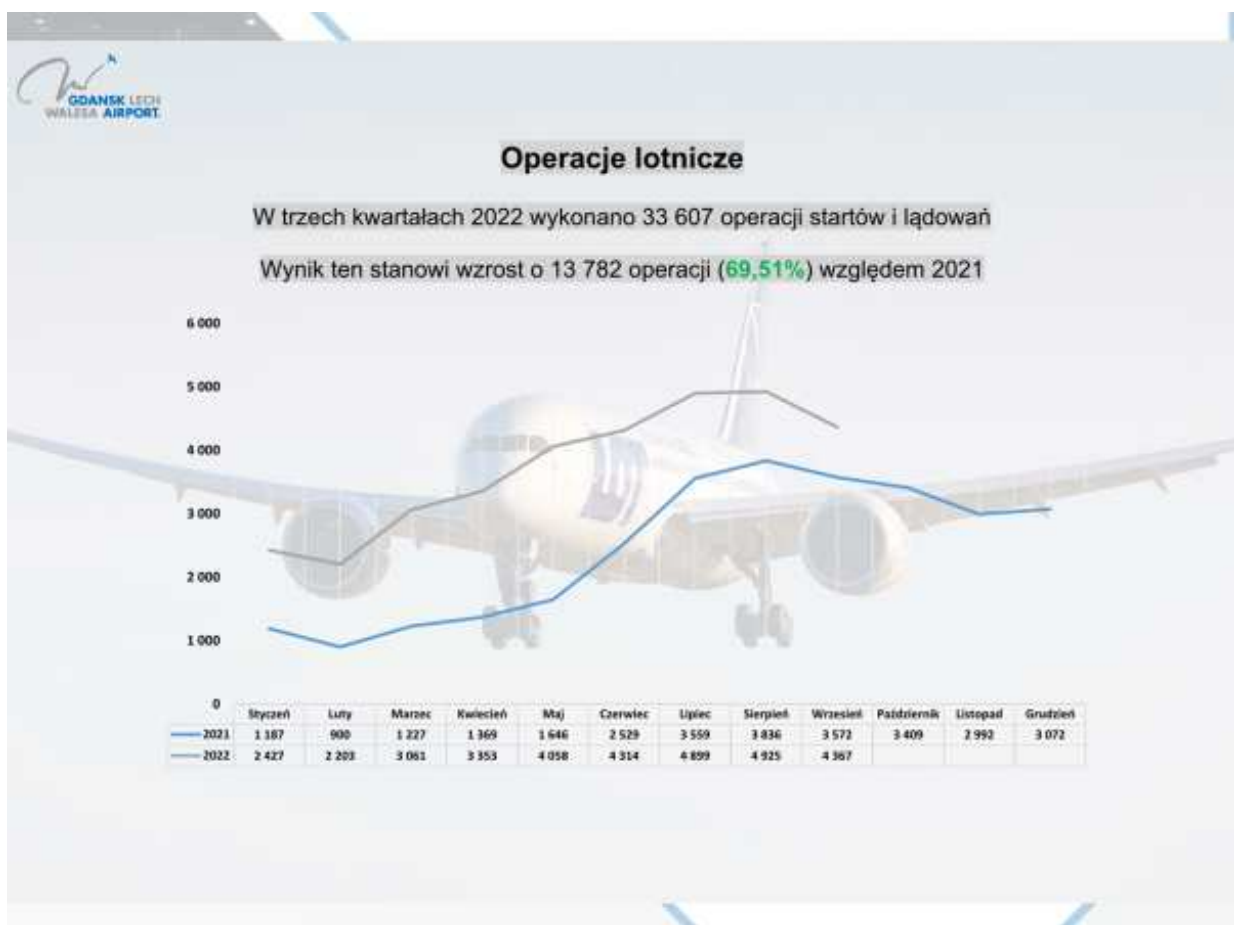 GDANSK LECH
WALESA AIRPORT
Operacje lotnicze
W trzech kwartałach 2022 wykonano 33 607 operacji startów i lądowań
Wynik ten stanowi wzrost o 13 782 operacji (69,51%) względem 2021
6 000
5 000
4 000
3 000
2 000
1 000
0
Styczeń Luty Marzec Kwiecień Maj Czerwiec Lipiec Sierpień Wrzesień Październik Listopad Grudzień
2021 1 187 900 1 227 1 369 1 646 2 529 3 559 3 836 3 572 3 409 2 992 3 072
2022 2 427 2 203 3 061 3 353 4 058 4 314 4 899 4 925 4 367